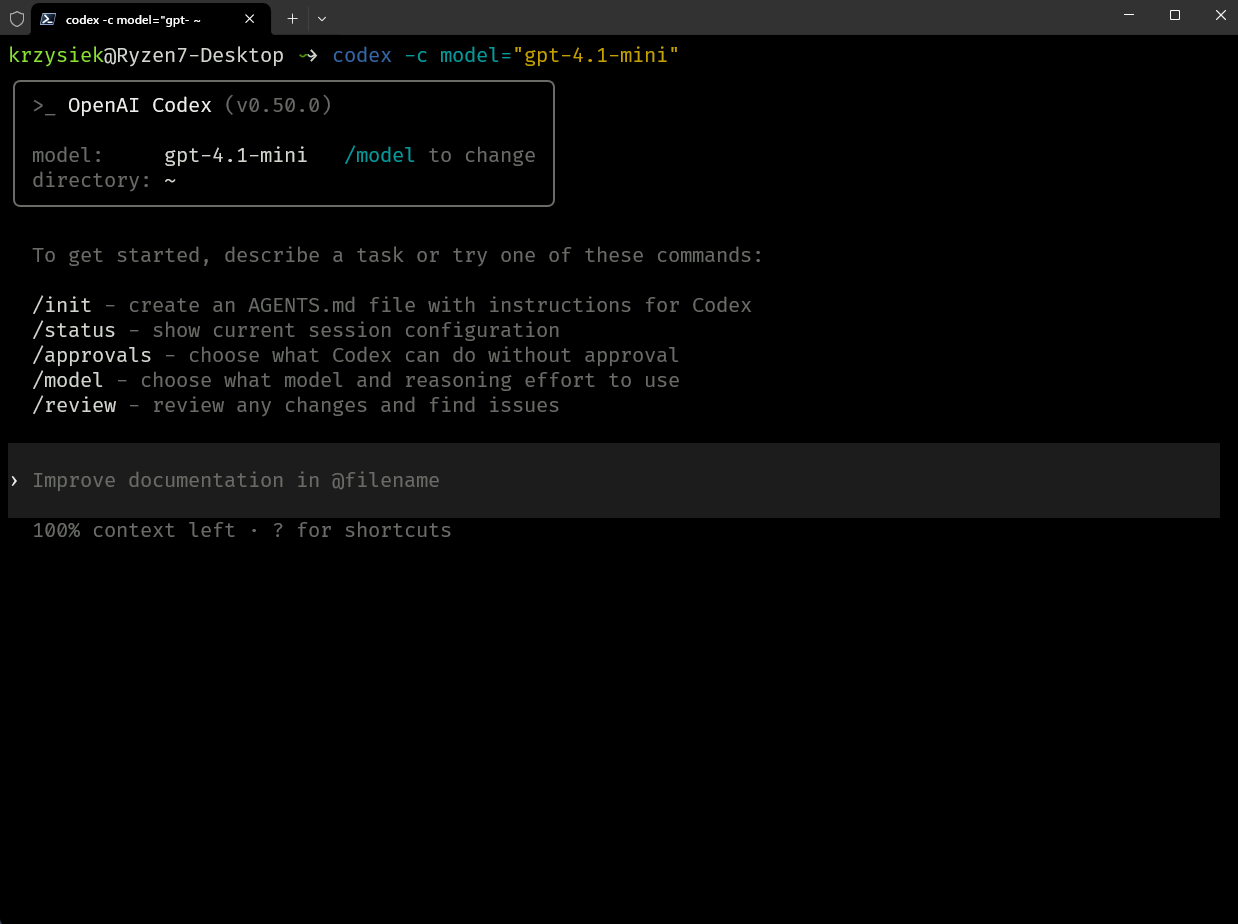 codex -c model="gpt- ~
krzysiek@Ryzen7-Desktop ⤳ codex -c model="gpt-4.1-mini"
>_ OpenAI Codex (v0.50.0)
model: gpt-4.1-mini /model to change
directory: ~
To get started, describe a task or try one of these commands:
/init - create an AGENTS.md file with instructions for Codex
/status - show current session configuration
/approvals - choose what Codex can do without approval
/model - choose what model and reasoning effort to use
/review - review any changes and find issues
› Improve documentation in @filename
100% context left · ? for shortcuts